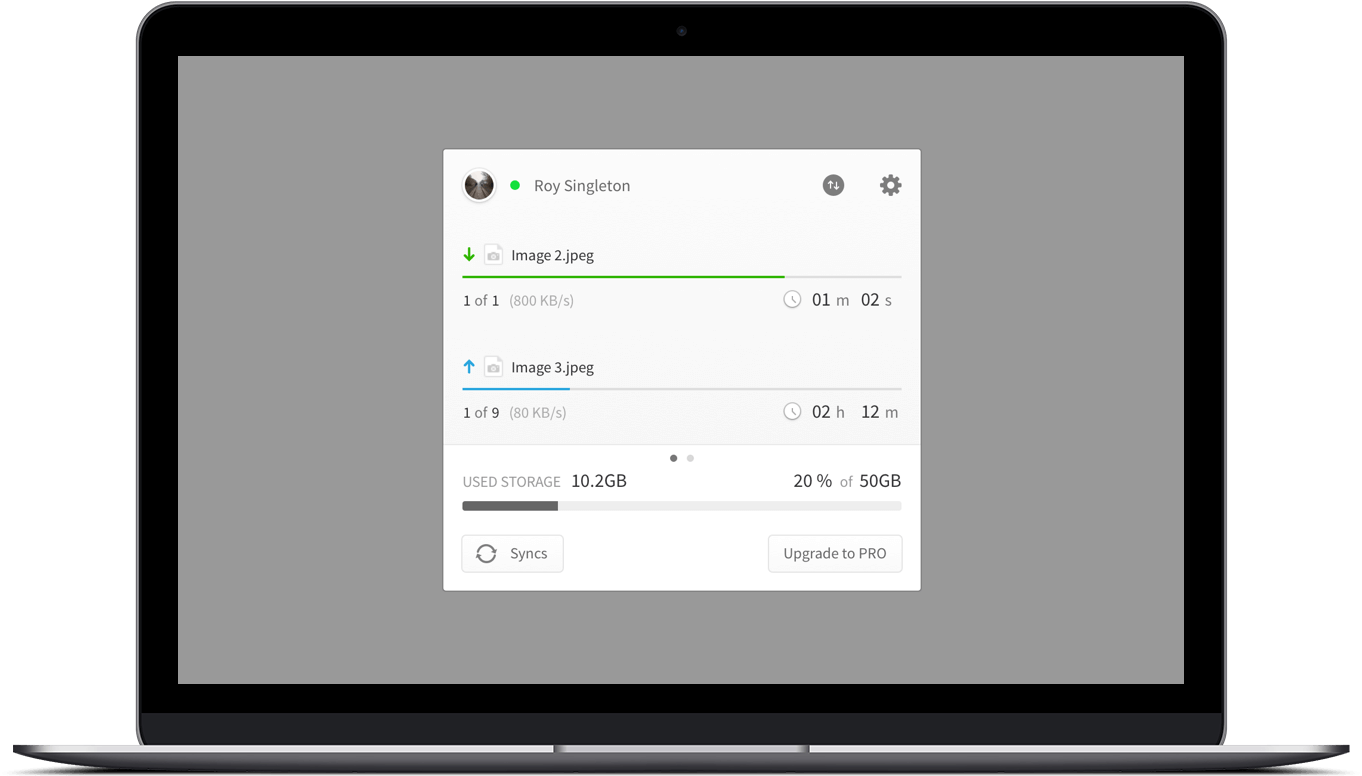 Roy Singleton
Image 2.jpeg
1 of 1 (800 KB/s) 01 m 02 s
Image 3.jpeg
1 of 9 (80 KB/s) 02 h 12 m
USED STORAGE 10.2GB 20 % of 50GB
Syncs Upgrade to PRO